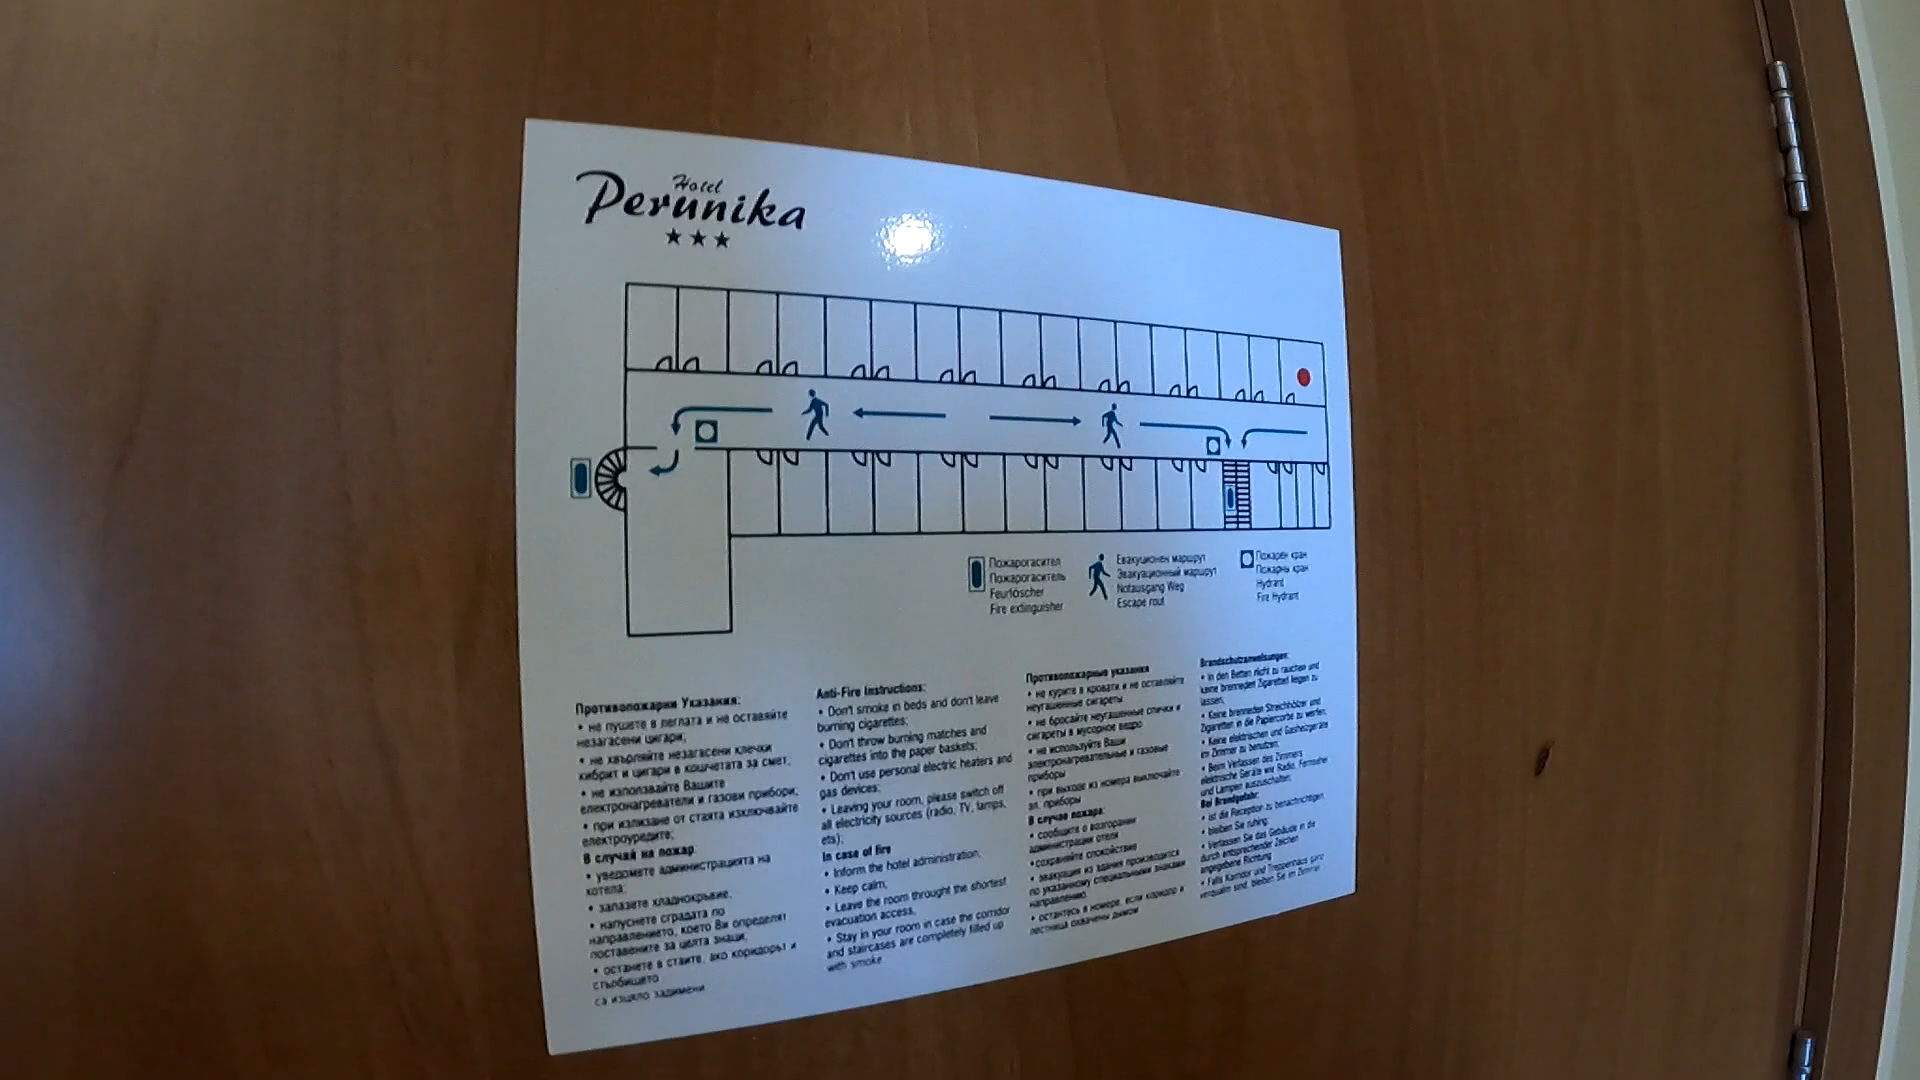 Hotel
Perunika
Пожарогасител
Пожарогаситель
Feurlöscher
Fire extinguisher
Евакуционен маршрут
Эвакуационный маршрут
Notausgang Weg
Escape rout
Пожарен кран
Пожарны кран
Hydrant
Fire Hydrant
Противопожарни Указания:
• не пушете в леглата и не оставяйте
незагасени цигари;
• не хвърляйте незагасени клечки
кибрит и цигари в кошчетата за смет;
• не използвайте Вашите
електронагреватели и газови прибори;
• при излизане от стаята изключвайте
електроуредите;
В случай на пожар
• уведомете администрацията на
хотела;
• запазете хладнокръвие;
• напуснете сградата по
направлението, което Ви определят
поставените за целта знаци;
• останете в стаите, ако коридорът и
стълбището
са изцяло задимени
Anti-Fire Instructions:
• Don't smoke in beds and don't leave
burning cigarettes;
• Don't throw burning matches and
cigarettes into the paper baskets;
• Don't use personal electric heaters and
gas devices;
• Leaving your room, please switch off
all electricity sources (radio, TV, lamps,
ets);
In case of fire
• Inform the hotel administration;
• Keep calm;
• Leave the room throught the shortest
evacuation access;
• Stay in your room in case the corridor
and staircases are completely filled up
with smoke
Противопожарные указания
• не курите в кровати и не оставляйте
неугашенные сигареты
• не бросайте неугашенные спички и
сигареты в мусорное ведро
• не используйте Ваши
электронагревательные и газовые
приборы
• при выходе из номера выключайте
эл. приборы
В случае пожара:
• сообщите о возгорании
администрации отеля
• сохраняйте спокойствие
• эвакуация из здания производится
по указанному специальными знаками
направлению
• останьтесь в номере, если коридор и
лестница охвачены дымом
Brandschutzanweisungen:
• In den Betten nicht zu rauchen und
keine brenneden Zigaretten liegen zu
lassen;
• Keine brenneden Streichhölzer und
Zigaretten in die Papierkorbe zu werfen;
• Keine elektrischen und Gasheizgeräte
im Zimmer zu benutzen;
• Beim Verlassen des Zimmers
elektrische Geräte wie Radio, Fernseher
und Lampen auszuschalten;
Bei Brandgefahr:
• ist die Reception zu benachrichtigen;
• bleiben Sie ruhing;
• Verlassen Sie das Gebäude in die
durch entsprechender Zeichen
angegebene Richtung
• Falls Korridor und Treppenhaus ganz
verqualm sind, bleiben Sie im Zimmer